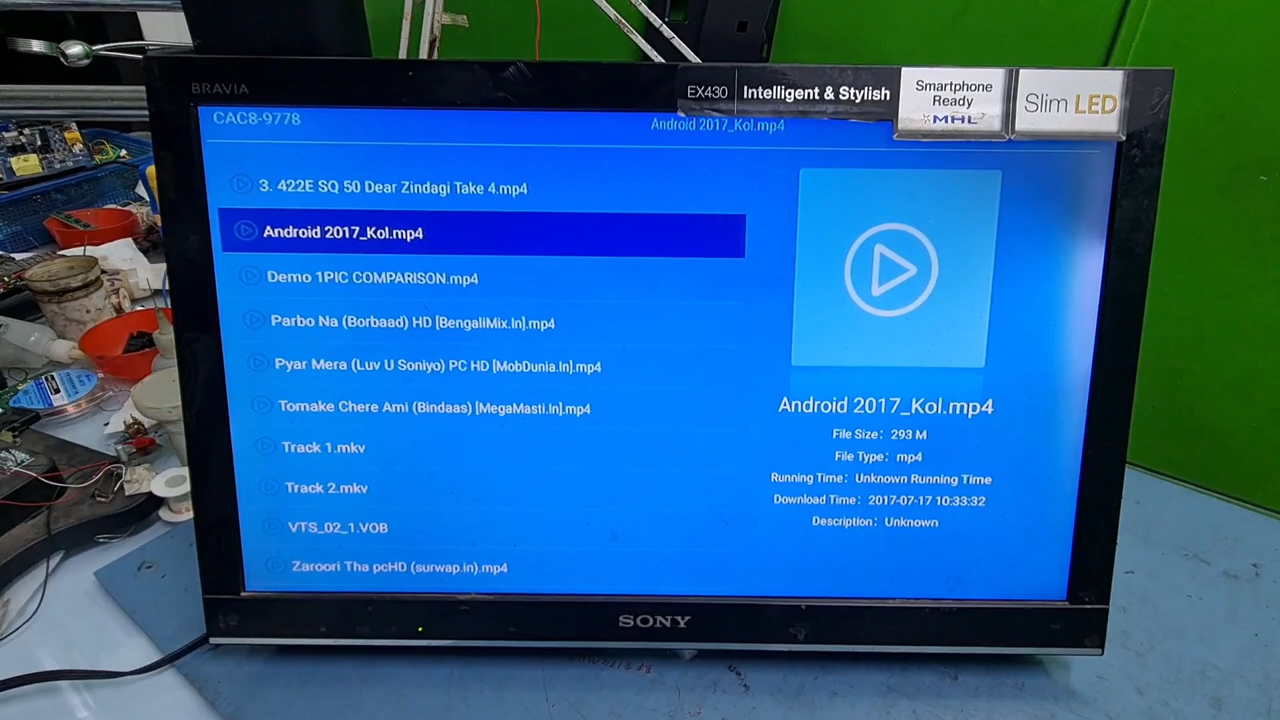 BRAVIA
EX430
Intelligent & Stylish
Smartphone
Ready
MHL
Slim LED
CAC8-9778
Android 2017_Kol.mp4
3. 422E SQ 50 Dear Zindagi Take 4.mp4
Android 2017_Kol.mp4
Demo 1PIC COMPARISON.mp4
Parbo Na (Borbaad) HD [BengaliMix.In].mp4
Pyar Mera (Luv U Soniyo) PC HD [MobDunia.In].mp4
Tomake Chere Ami (Bindaas) [MegaMasti.In].mp4
Track 1.mkv
Track 2.mkv
VTS_02_1.VOB
Zaroori Tha pcHD (surwap.in).mp4
Android 2017_Kol.mp4
File Size: 293 M
File Type: mp4
Running Time: Unknown Running Time
Download Time: 2017-07-17 10:33:32
Description: Unknown
SONY